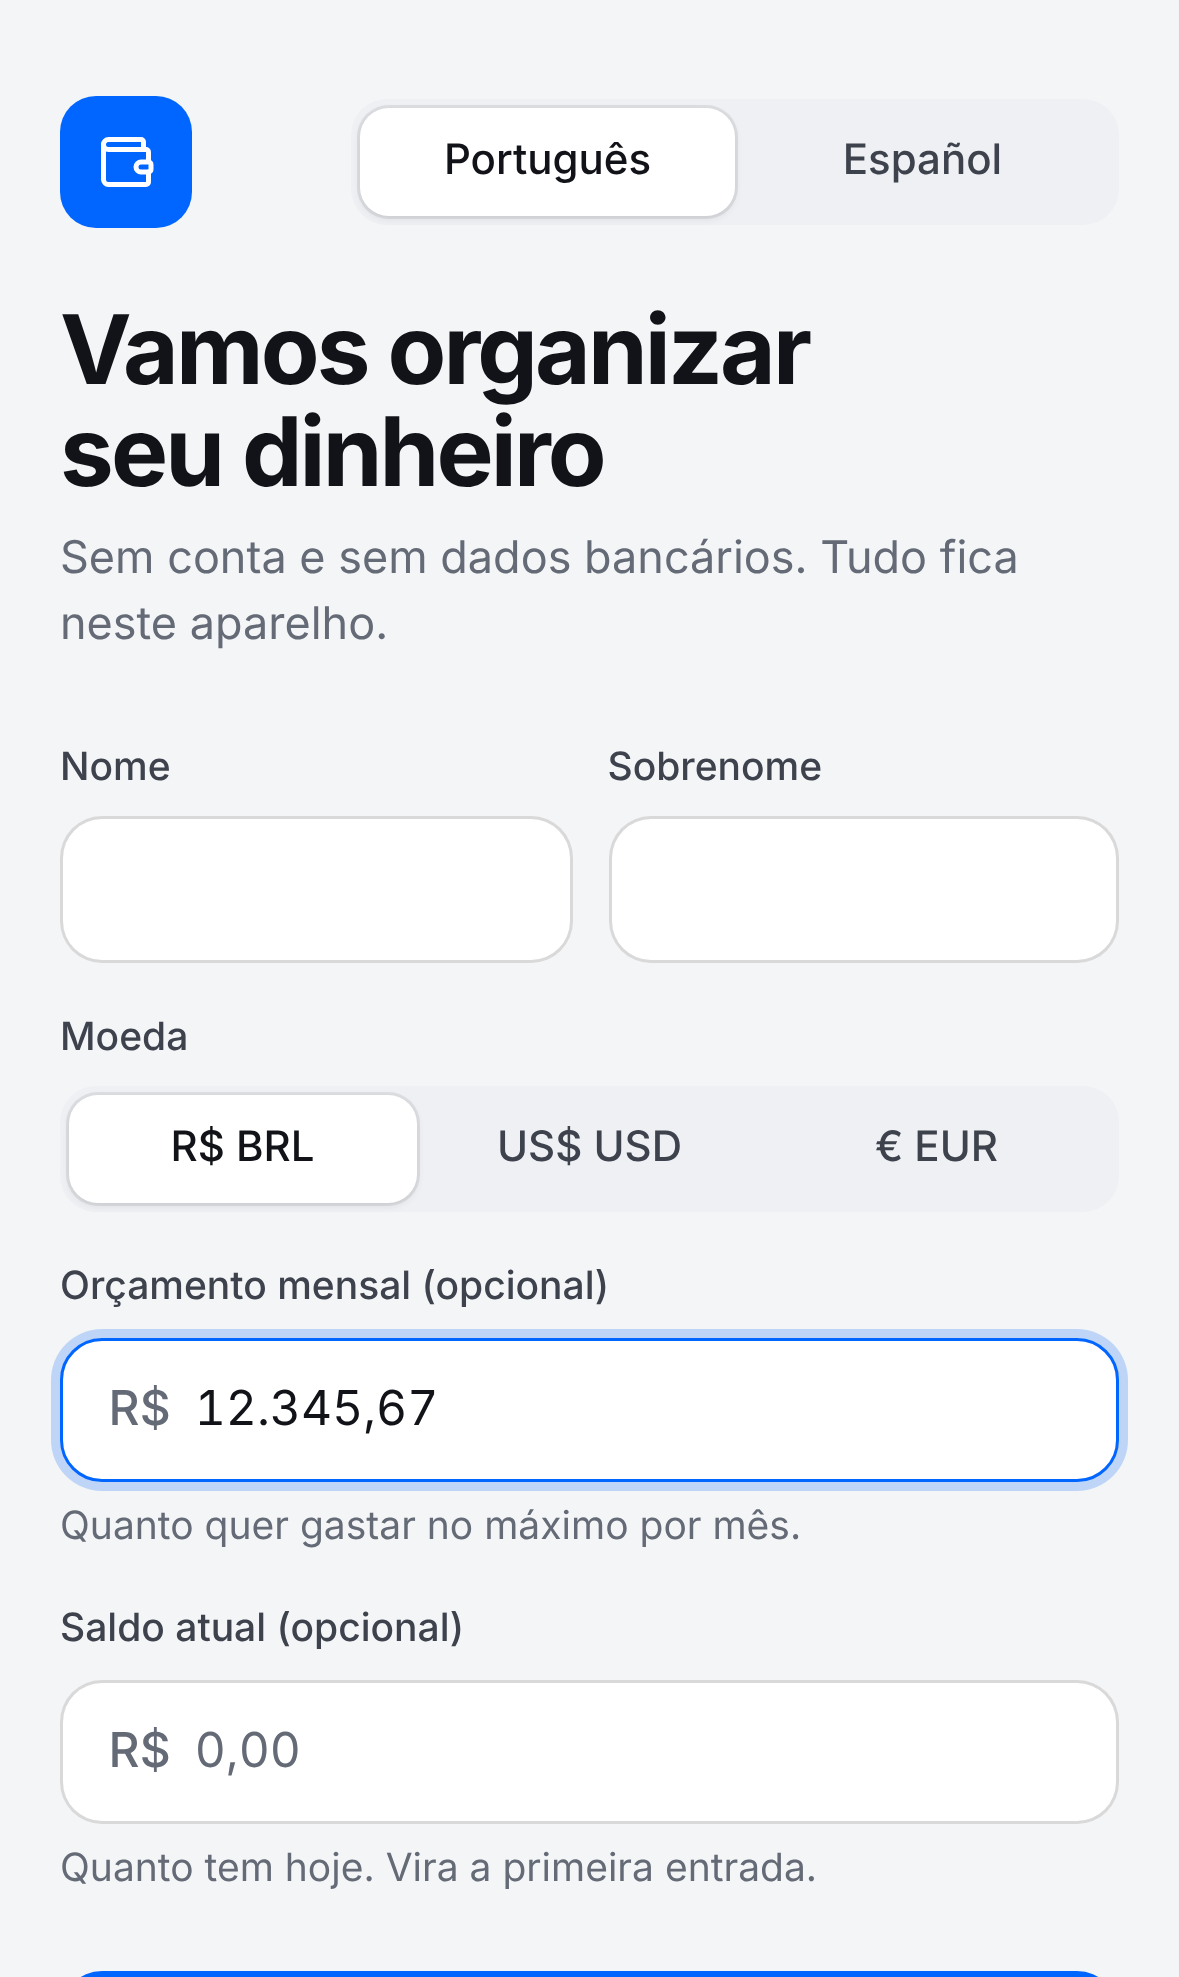 Português Español
Vamos organizar
seu dinheiro
Sem conta e sem dados bancários. Tudo fica
neste aparelho.
Nome Sobrenome
Moeda
R$ BRL US$ USD € EUR
Orçamento mensal (opcional)
R$ 12.345,67
Quanto quer gastar no máximo por mês.
Saldo atual (opcional)
R$ 0,00
Quanto tem hoje. Vira a primeira entrada.